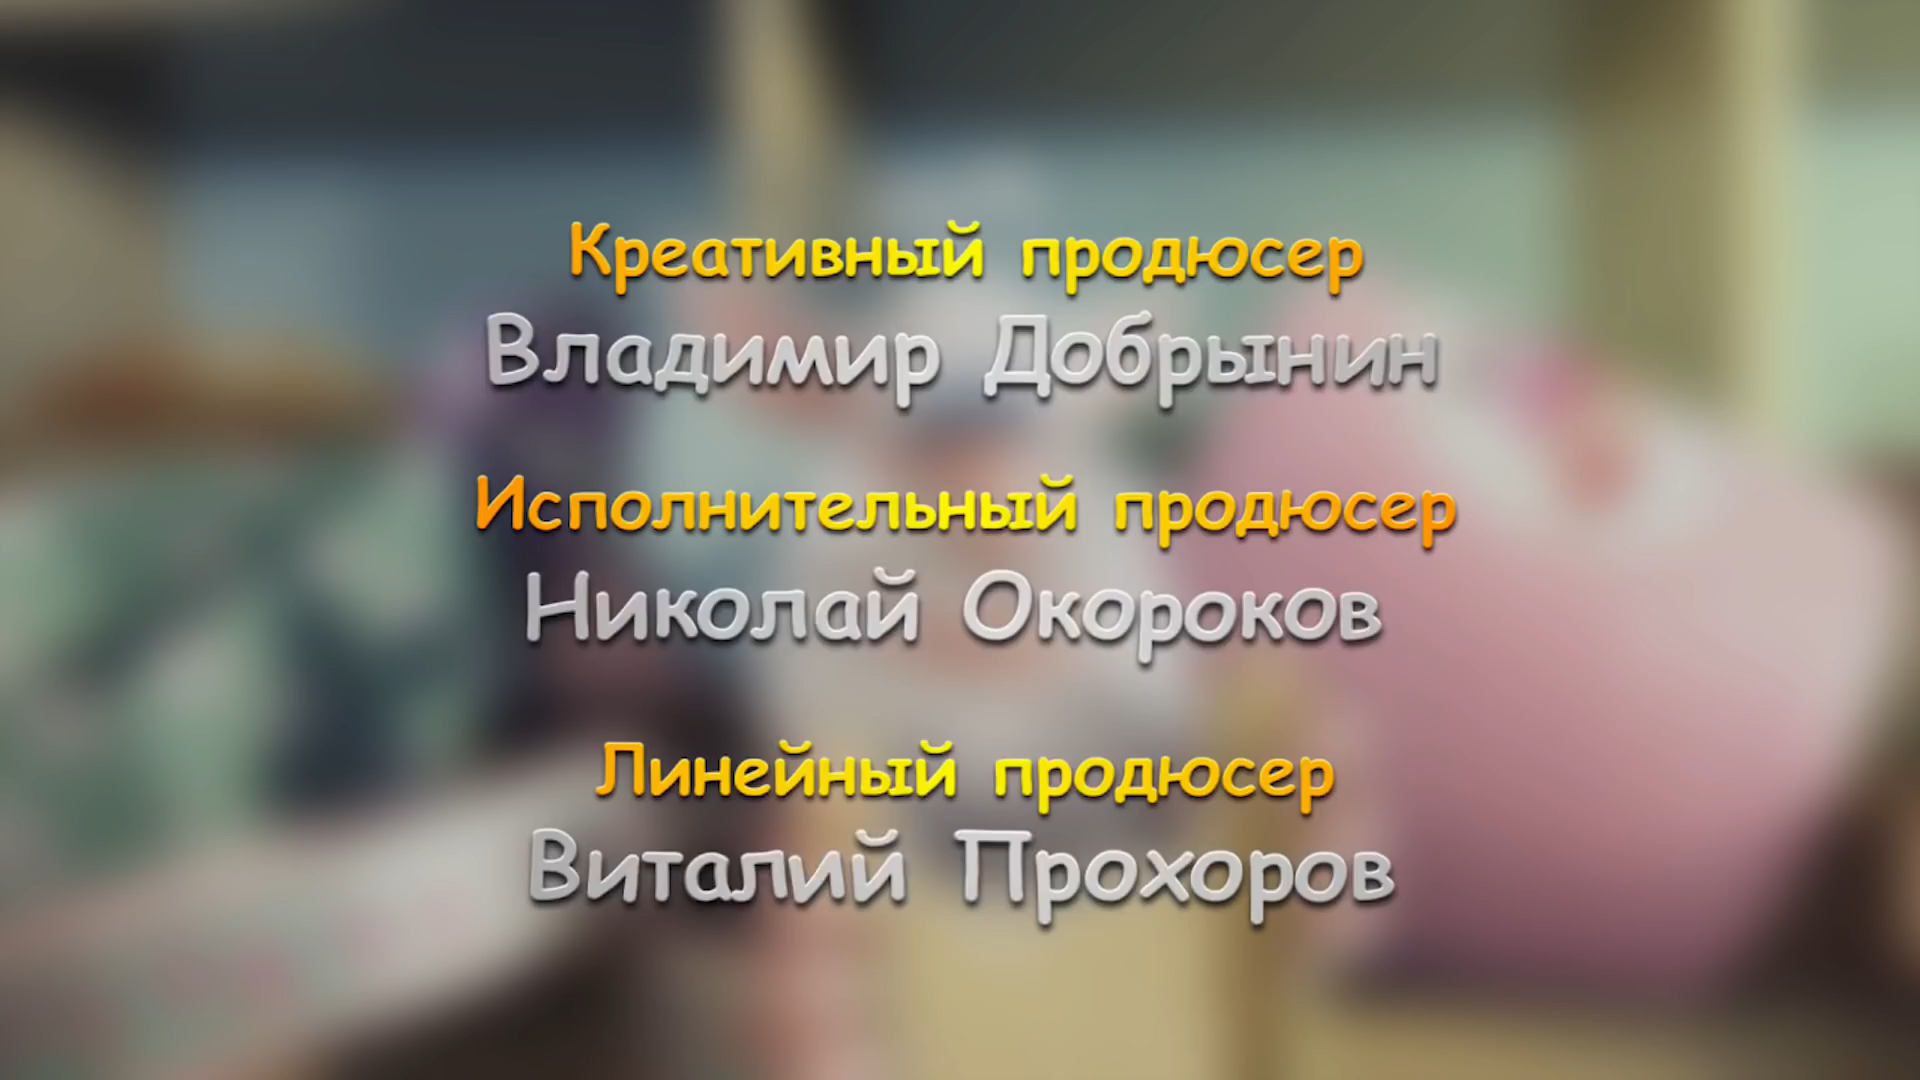 Креативный продюсер
Владимир Добрынин
Исполнительный продюсер
Николай Окороков
Линейный продюсер
Виталий Прохоров